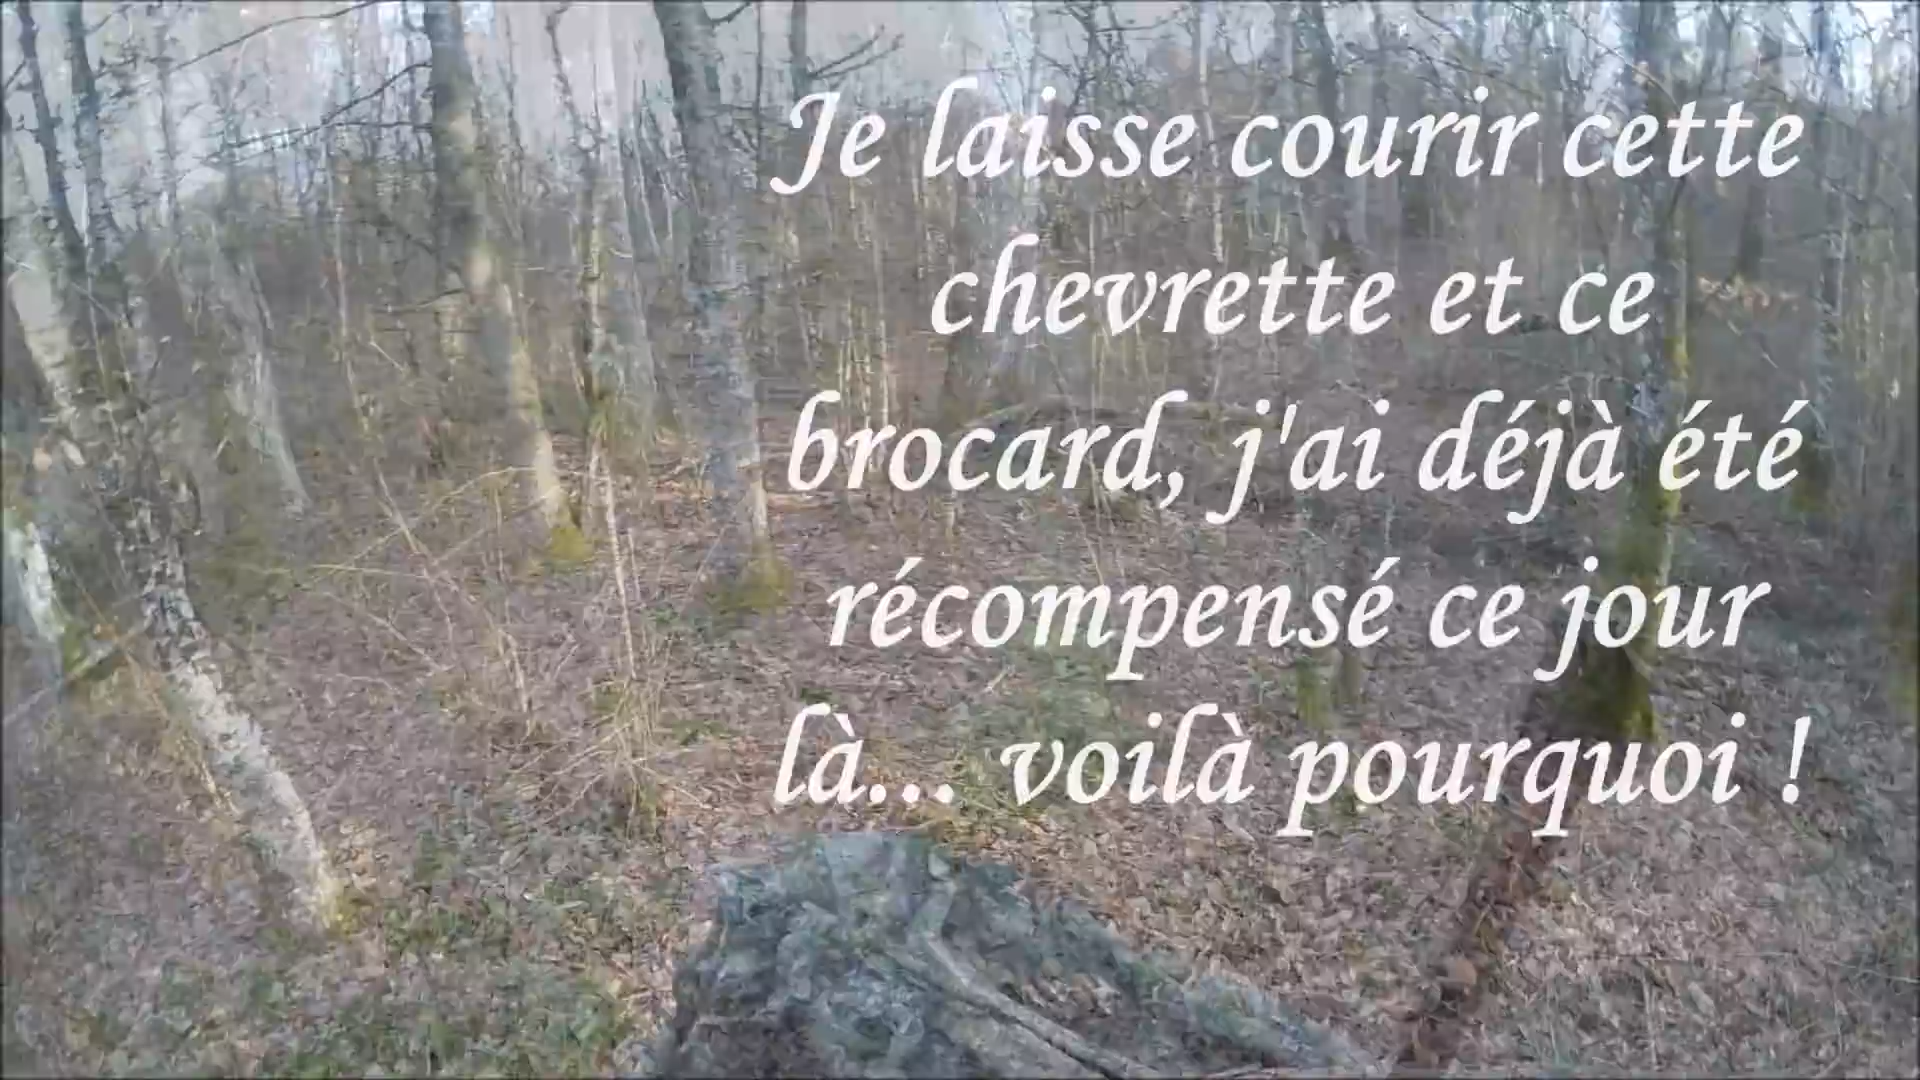 Je laisse courir cette
chevrette et ce
brocard, j'ai déjà été
récompensé ce jour
là... voilà pourquoi !